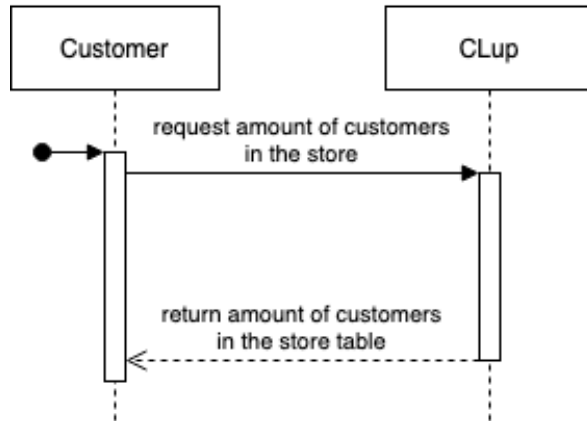 Customer
CLup
request amount of customers
in the store
return amount of customers
in the store table